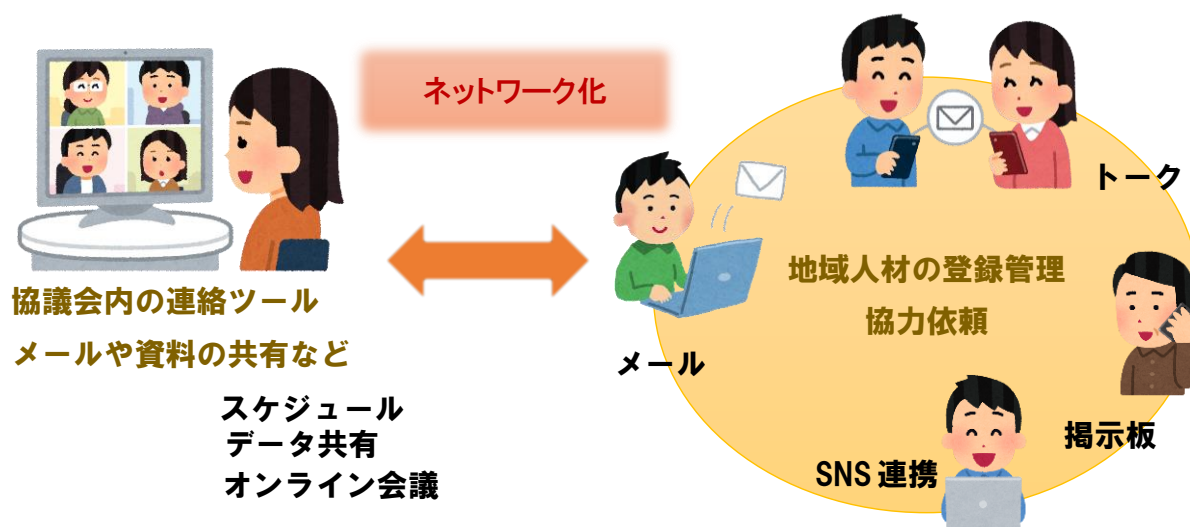 ネットワーク化
協議会内の連絡ツール
メールや資料の共有など
スケジュール
データ共有
オンライン会議
トーク
地域人材の登録管理
協力依頼
メール
掲示板
SNS連携